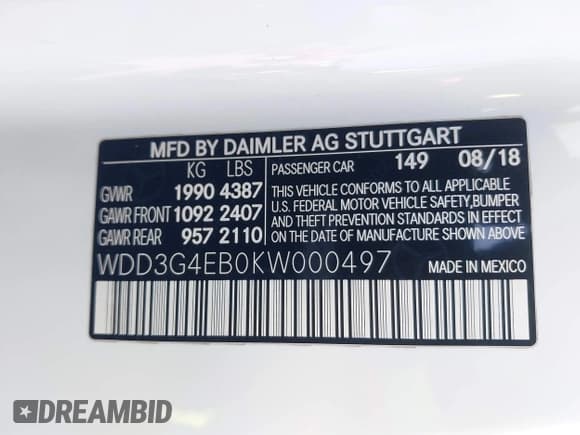 MFD BY DAIMLER AG STUTTGART
KG LBS
PASSENGER CAR 149 08/18
GVWR 1990 4387
GAWR FRONT 1092 2407
GAWR REAR 957 2110
THIS VEHICLE CONFORMS TO ALL APPLICABLE
U.S. FEDERAL MOTOR VEHICLE SAFETY,BUMPER
AND THEFT PREVENTION STANDARDS IN EFFECT
ON DATE OF MANUFACTURE SHOWN ABOVE
WDD3G4EB0KW000497
MADE IN MEXICO
DREAMBID